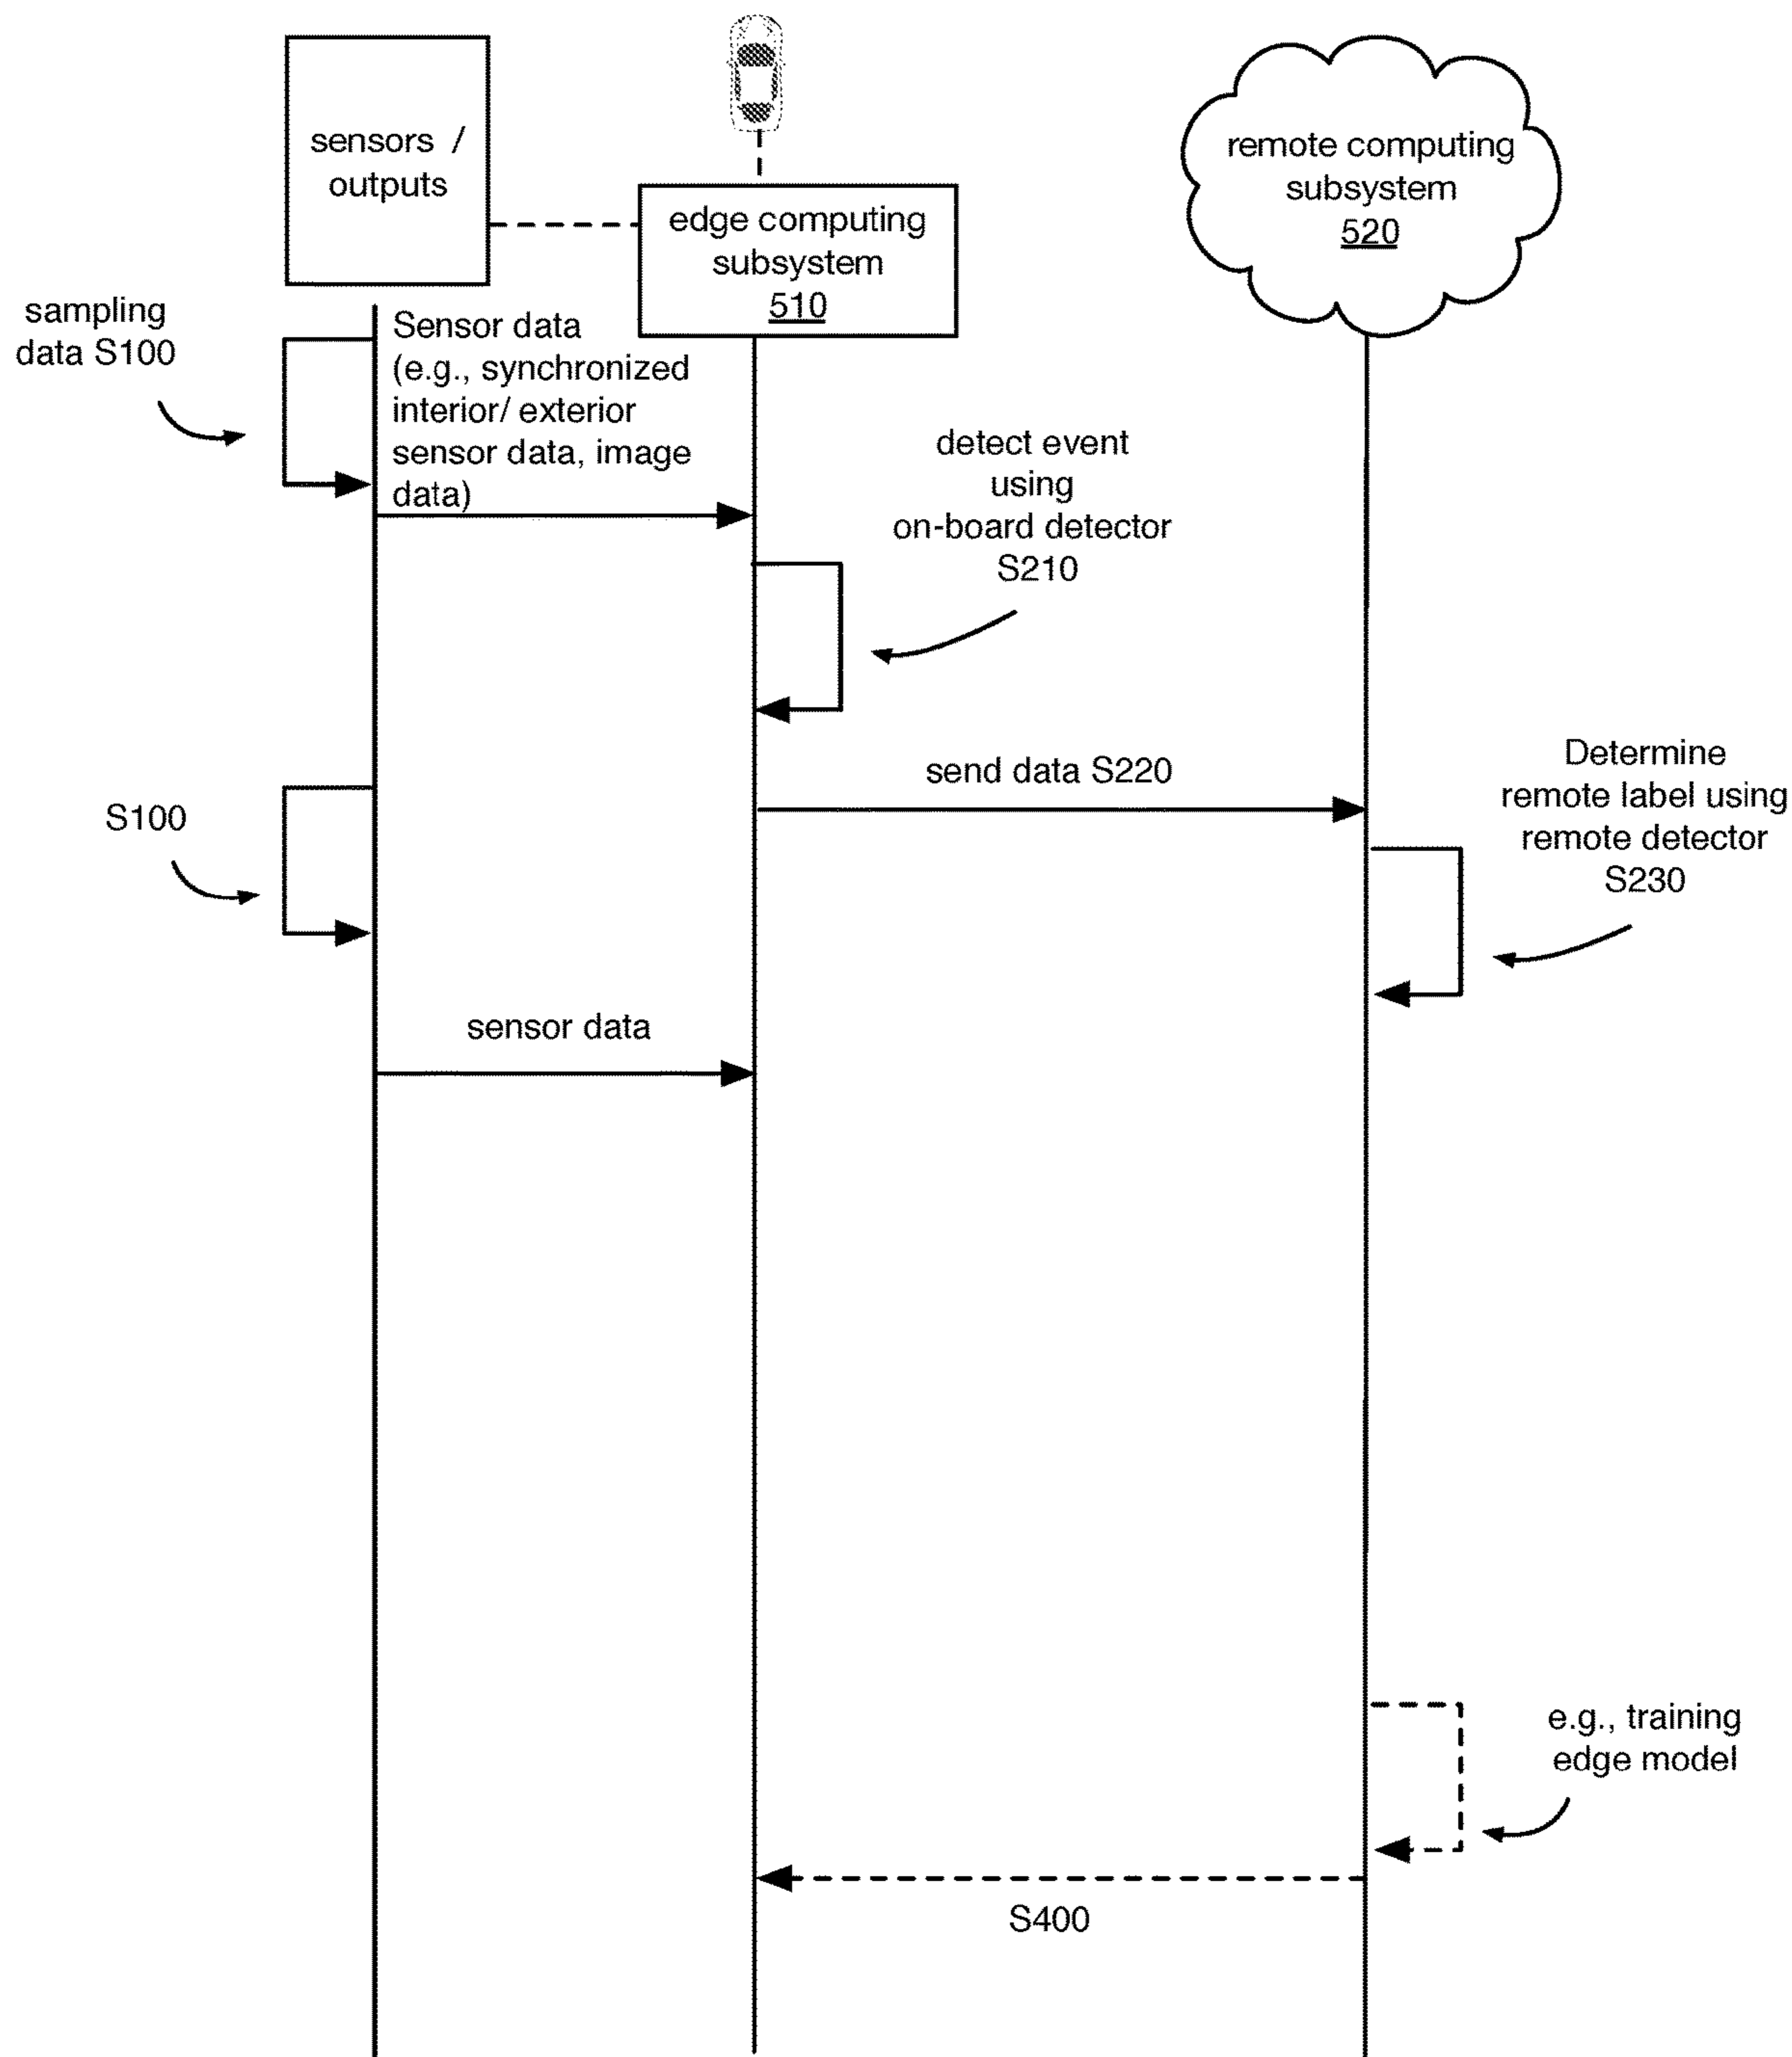 sensors /
outputs
edge computing
subsystem
510
remote computing
subsystem
520
sampling
data S100
Sensor data
(e.g., synchronized
interior/ exterior
sensor data, image
data)
detect event
using
on-board detector
S210
send data S220
Determine
remote label using
remote detector
S230
S100
sensor data
e.g., training
edge model
S400